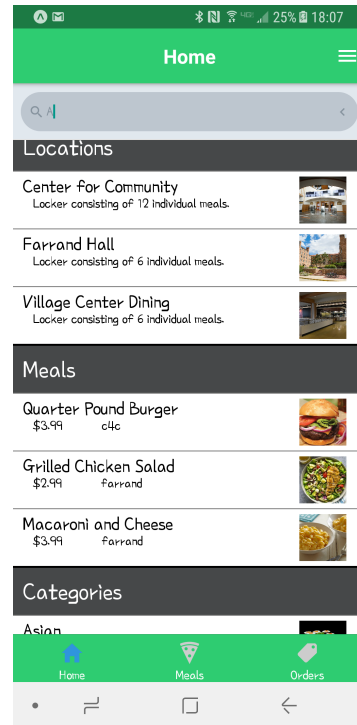 25% 18:07
Home
A
Locations
Center for Community
Locker consisting of 12 individual meals.
Farrand Hall
Locker consisting of 6 individual meals.
Village Center Dining
Locker consisting of 6 individual meals.
Meals
Quarter Pound Burger
$3.99 c4c
Grilled Chicken Salad
$2.99 farrand
Macaroni and Cheese
$3.99 farrand
Categories
Asian
Home Meals Orders